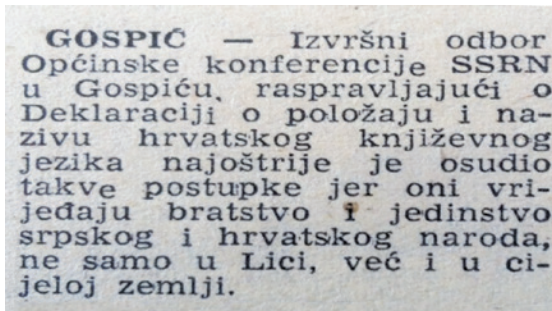 GOSPIĆ — Izvršni odbor
Općinske konferencije SSRN
u Gospiću, raspravljajući o
Deklaraciji o položaju i na-
zivu hrvatskog književnog
jezika najoštrije je osudio
takve postupke jer oni vri-
jeđaju bratstvo i jedinstvo
srpskog i hrvatskog naroda,
ne samo u Lici, već i u ci-
jeloj zemlji.